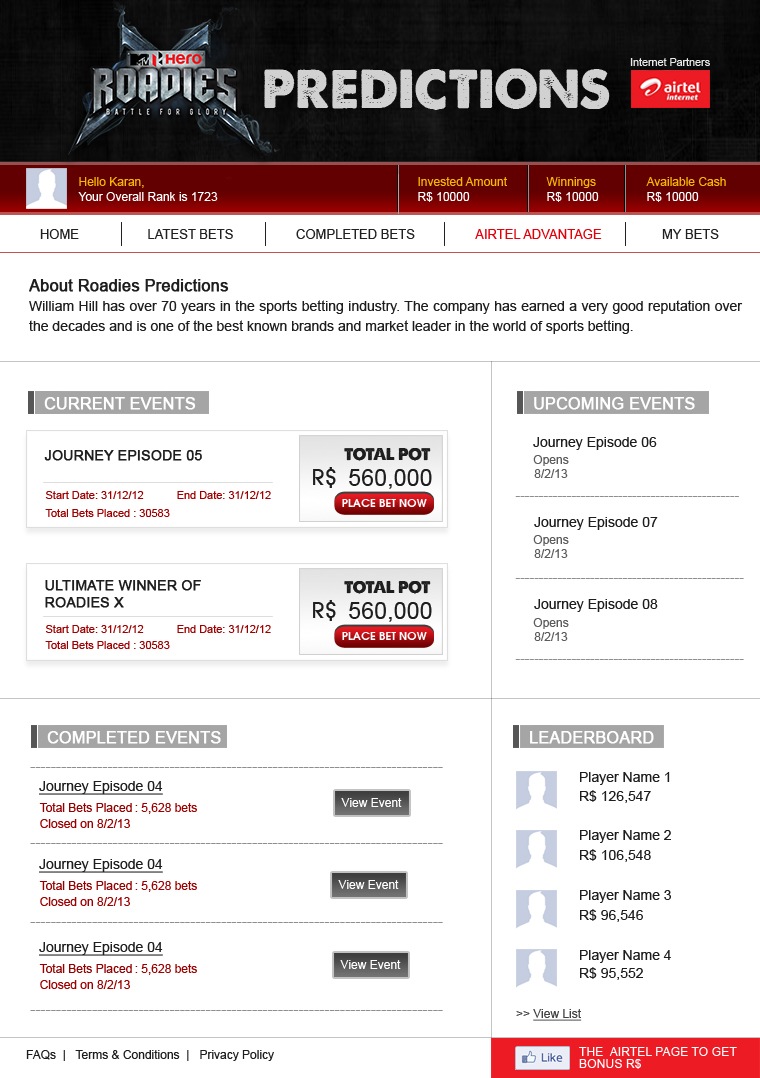 MTV Hero
ROADIES
BATTLE FOR GLORY
PREDICTIONS
Internet Partners
airtel
internet
Hello Karan,
Your Overall Rank is 1723
Invested Amount
R$ 10000
Winnings
R$ 10000
Available Cash
R$ 10000
HOME
LATEST BETS
COMPLETED BETS
AIRTEL ADVANTAGE
MY BETS
About Roadies Predictions
William Hill has over 70 years in the sports betting industry. The company has earned a very good reputation over
the decades and is one of the best known brands and market leader in the world of sports betting.
CURRENT EVENTS
JOURNEY EPISODE 05
Start Date: 31/12/12 End Date: 31/12/12
Total Bets Placed : 30583
TOTAL POT
R$ 560,000
PLACE BET NOW
ULTIMATE WINNER OF
ROADIES X
Start Date: 31/12/12 End Date: 31/12/12
Total Bets Placed : 30583
TOTAL POT
R$ 560,000
PLACE BET NOW
UPCOMING EVENTS
Journey Episode 06
Opens
8/2/13
Journey Episode 07
Opens
8/2/13
Journey Episode 08
Opens
8/2/13
COMPLETED EVENTS
Journey Episode 04
Total Bets Placed : 5,628 bets
Closed on 8/2/13
View Event
Journey Episode 04
Total Bets Placed : 5,628 bets
Closed on 8/2/13
View Event
Journey Episode 04
Total Bets Placed : 5,628 bets
Closed on 8/2/13
View Event
LEADERBOARD
Player Name 1
R$ 126,547
Player Name 2
R$ 106,548
Player Name 3
R$ 96,546
Player Name 4
R$ 95,552
>> View List
FAQs | Terms & Conditions | Privacy Policy
Like
THE AIRTEL PAGE TO GET
BONUS R$